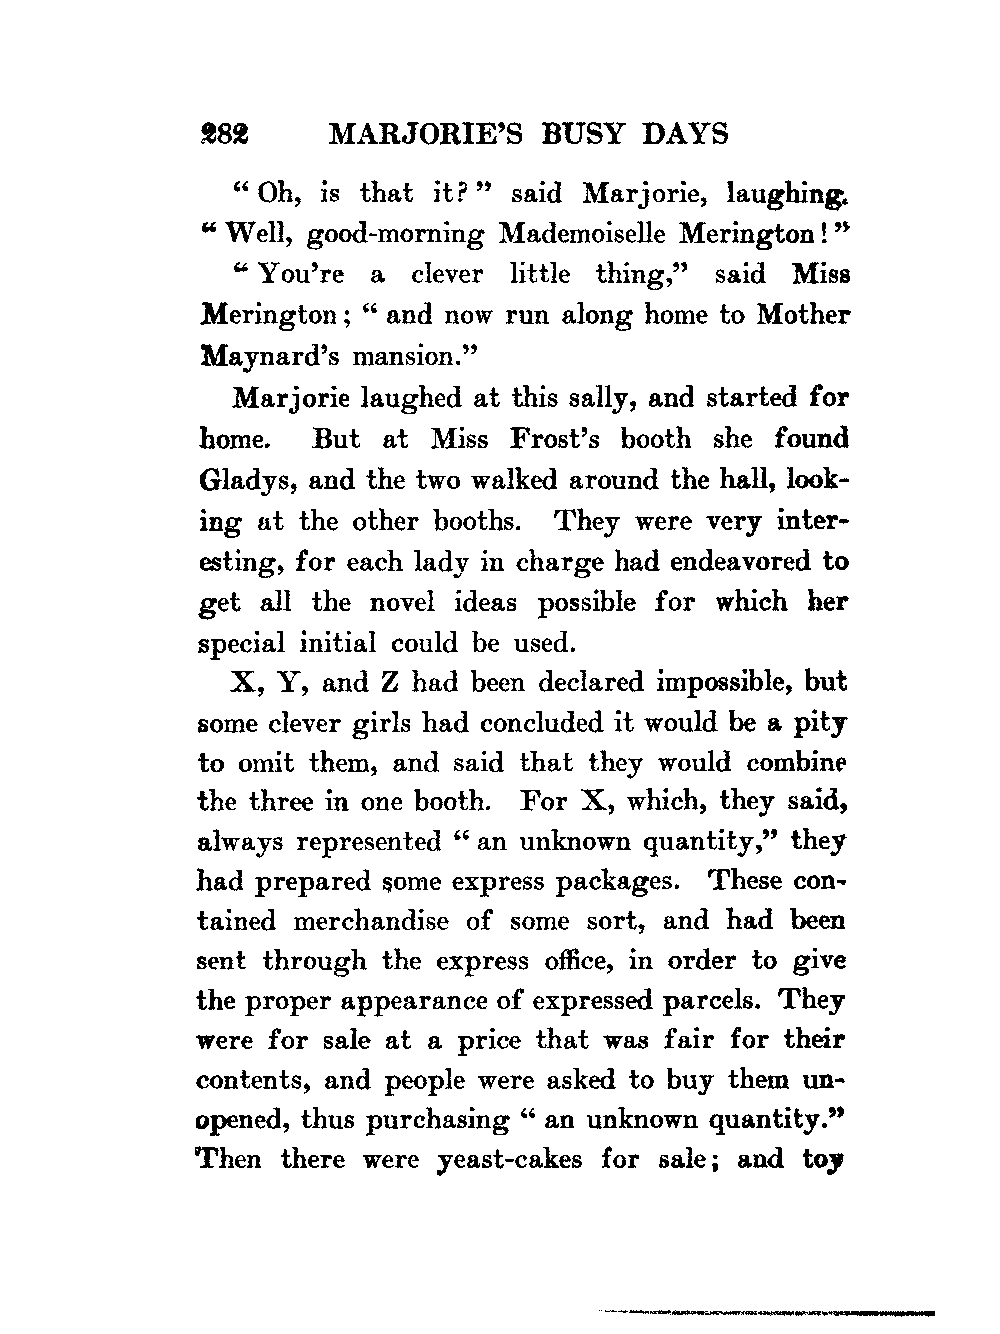 282 MARJORIE'S BUSY DAYS
"Oh, is that it?" said Marjorie, laughing.
"Well, good-morning Mademoiselle Merington!"
"You're a clever little thing," said Miss
Merington; "and now run along home to Mother
Maynard's mansion."
Marjorie laughed at this sally, and started for
home. But at Miss Frost's booth she found
Gladys, and the two walked around the hall, look-
ing at the other booths. They were very inter-
esting, for each lady in charge had endeavored to
get all the novel ideas possible for which her
special initial could be used.
X, Y, and Z had been declared impossible, but
some clever girls had concluded it would be a pity
to omit them, and said that they would combine
the three in one booth. For X, which, they said,
always represented "an unknown quantity," they
had prepared some express packages. These con-
tained merchandise of some sort, and had been
sent through the express office, in order to give
the proper appearance of expressed parcels. They
were for sale at a price that was fair for their
contents, and people were asked to buy them un-
opened, thus purchasing "an unknown quantity."
Then there were yeast-cakes for sale; and toy